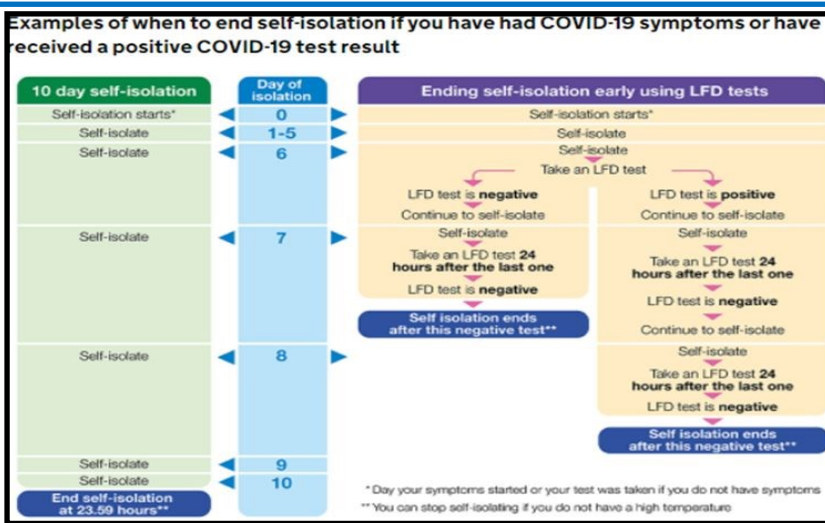 Examples of when to end self-isolation if you have had COVID-19 symptoms or have
received a positive COVID-19 test result
10 day self-isolation
Day of
isolation
Ending self-isolation early using LFD tests
Self-isolation starts*
0
Self-isolation starts*
Self-isolate
1-5
Self-isolate
Self-isolate
6
Self-isolate
Take an LFD test
LFD test is negative
Continue to self-isolate
LFD test is positive
Continue to self-isolate
Self-isolate
7
Self-isolate
Take an LFD test 24
hours after the last one
LFD test is negative
Self isolation ends
after this negative test**
Self-isolate
Take an LFD test 24
hours after the last one
LFD test is negative
Continue to self-isolate
Self-isolate
8
Self-isolate
Take an LFD test 24
hours after the last one
LFD test is negative
Self isolation ends
after this negative test**
Self-isolate
9
Self-isolate
10
End self-isolation
at 23.59 hours**
* Day your symptoms started or your test was taken if you do not have symptoms
** You can stop self-isolating if you do not have a high temperature